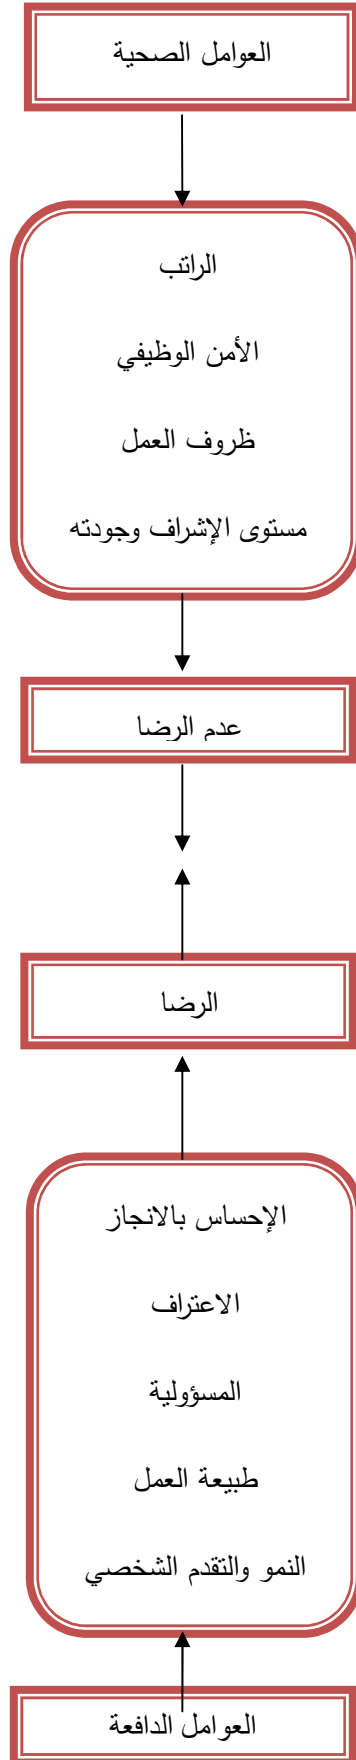 العوامل الصحية
الراتب
الأمن الوظيفي
ظروف العمل
مستوى الإشراف وجودته
عدم الرضا
الرضا
الإحساس بالانجاز
الاعتراف
المسؤولية
طبيعة العمل
النمو والتقدم الشخصي
العوامل الدافعة